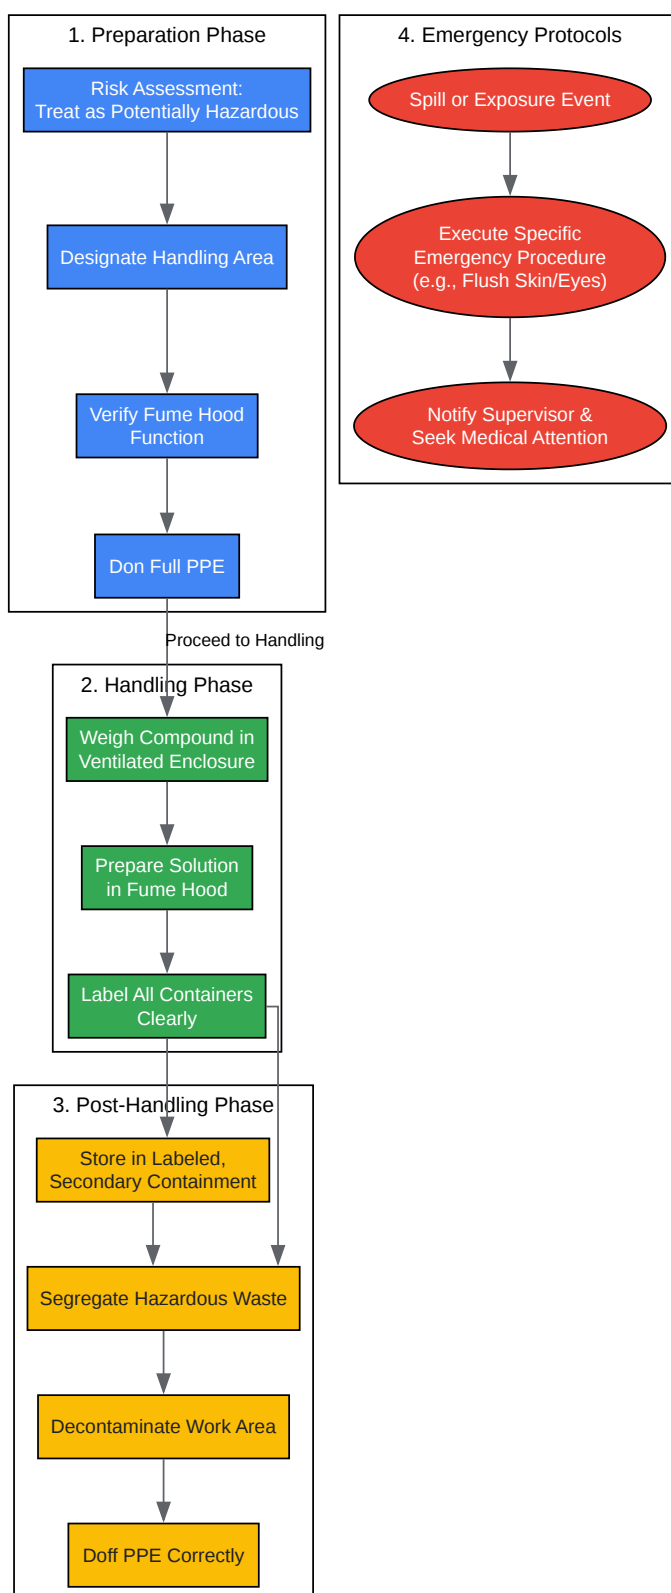 1. Preparation Phase
Risk Assessment:
Treat as Potentially Hazardous
Designate Handling Area
Verify Fume Hood
Function
Don Full PPE
Proceed to Handling
2. Handling Phase
Weigh Compound in
Ventilated Enclosure
Prepare Solution
in Fume Hood
Label All Containers
Clearly
3. Post-Handling Phase
Store in Labeled,
Secondary Containment
Segregate Hazardous Waste
Decontaminate Work Area
Doff PPE Correctly
4. Emergency Protocols
Spill or Exposure Event
Execute Specific
Emergency Procedure
(e.g., Flush Skin/Eyes)
Notify Supervisor &
Seek Medical Attention